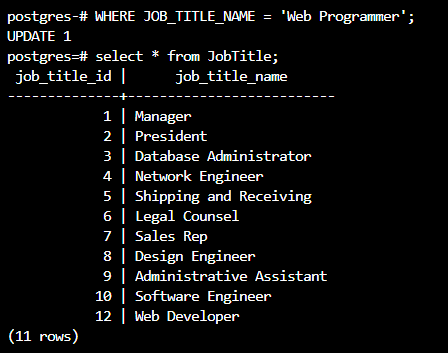 postgres-# WHERE JOB_TITLE_NAME = 'Web Programmer';
UPDATE 1
postgres=# select * from JobTitle;
 job_title_id |      job_title_name
--------------+--------------------------
            1 | Manager
            2 | President
            3 | Database Administrator
            4 | Network Engineer
            5 | Shipping and Receiving
            6 | Legal Counsel
            7 | Sales Rep
            8 | Design Engineer
            9 | Administrative Assistant
           10 | Software Engineer
           12 | Web Developer
(11 rows)